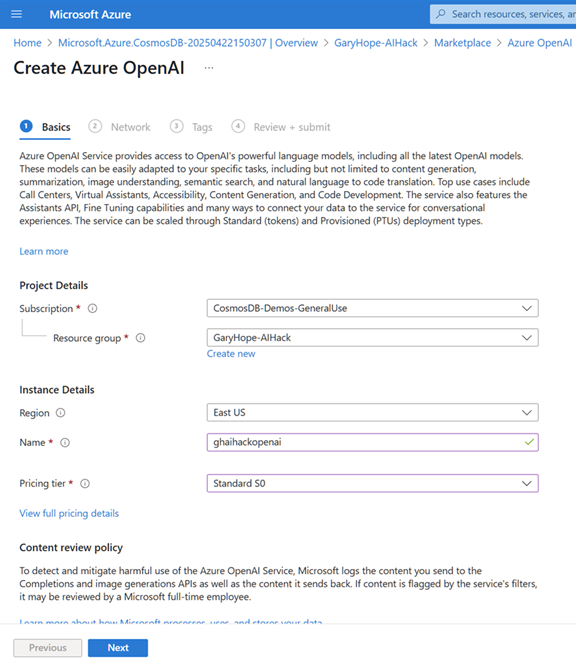 Microsoft Azure
Search resources, services, an
Home > Microsoft.Azure.CosmosDB-20250422150307 | Overview > GaryHope-AIHack > Marketplace > Azure OpenAI
Create Azure OpenAI ...
1 Basics 2 Network 3 Tags 4 Review + submit
Azure OpenAI Service provides access to OpenAI's powerful language models, including all the latest OpenAI models.
These models can be easily adapted to your specific tasks, including but not limited to content generation,
summarization, image understanding, semantic search, and natural language to code translation. Top use cases include
Call Centers, Virtual Assistants, Accessibility, Content Generation, and Code Development. The service also features the
Assistants API, Fine Tuning capabilities and many ways to connect your data to the service for conversational
experiences. The service can be scaled through Standard (tokens) and Provisioned (PTUs) deployment types.
Learn more
Project Details
Subscription * CosmosDB-Demos-GeneralUse
Resource group * GaryHope-AIHack
Create new
Instance Details
Region East US
Name * ghaihackopenai
Pricing tier * Standard S0
View full pricing details
Content review policy
To detect and mitigate harmful use of the Azure OpenAI Service, Microsoft logs the content you send to the
Completions and image generations APIs as well as the content it sends back. If content is flagged by the service's filters,
it may be reviewed by a Microsoft full-time employee.
Learn more about how Microsoft processes, uses, and stores your data
Previous Next